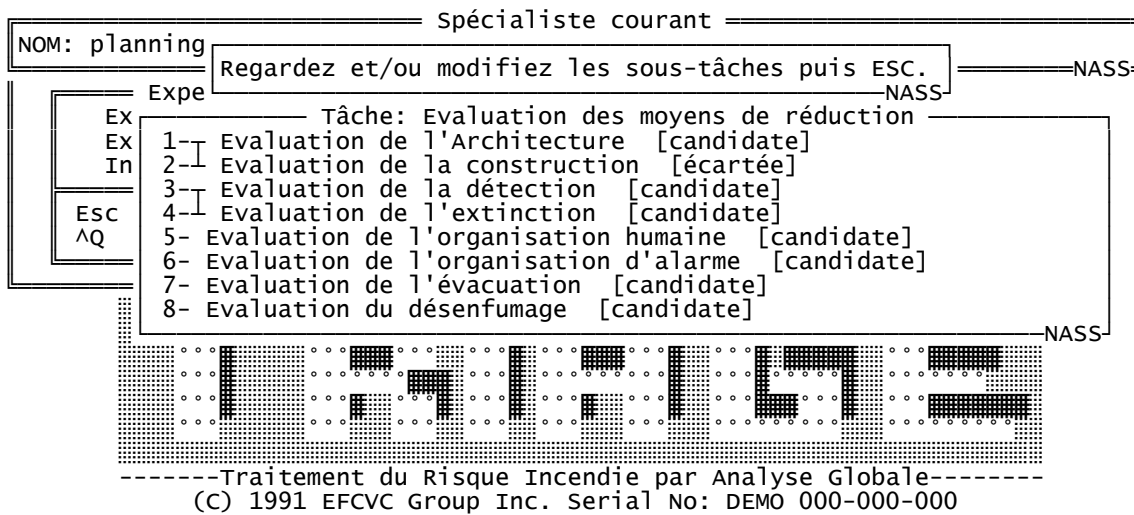 Spécialiste courant
NOM: planning
Regardez et/ou modifiez les sous-tâches puis ESC.
NASS
Expe
NASS
Ex
Tâche: Evaluation des moyens de réduction
Ex
1- Evaluation de l'Architecture [candidate]
In
2- Evaluation de la construction [écartée]
3- Evaluation de la détection [candidate]
Esc
4- Evaluation de l'extinction [candidate]
^Q
5- Evaluation de l'organisation humaine [candidate]
6- Evaluation de l'organisation d'alarme [candidate]
7- Evaluation de l'évacuation [candidate]
8- Evaluation du désenfumage [candidate]
NASS
-------Traitement du Risque Incendie par Analyse Globale--------
(C) 1991 EFCVC Group Inc. Serial No: DEMO 000-000-000